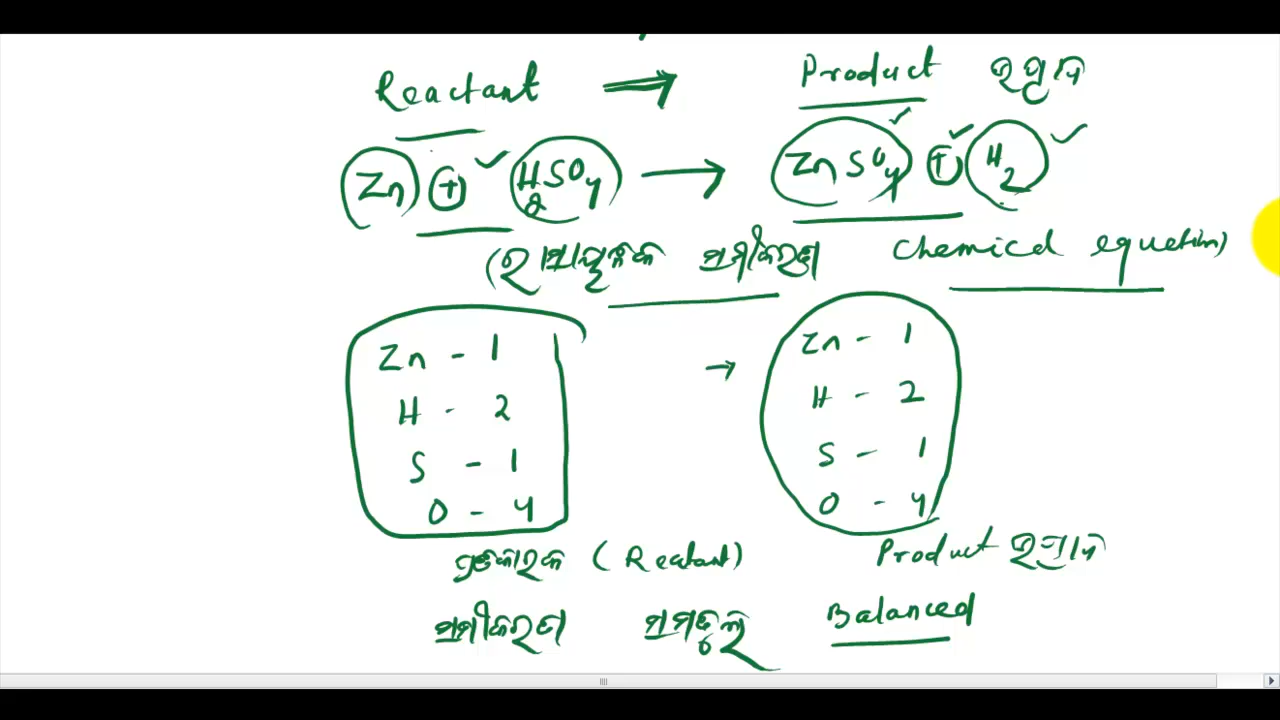 Reactant ⇒ Product ଉତ୍ପାଦ
Zn + H2SO4 → ZnSO4 + H2
(ରାସାୟନିକ ସମୀକରଣ Chemical equetion)
Zn - 1 → Zn - 1
H - 2 H - 2
S - 1 S - 1
O - 4 O - 4
ପ୍ରତିକାରକ (Reactant) Product ଉତ୍ପାଦ
ସମୀକରଣ ସମତୁଲ Balanced